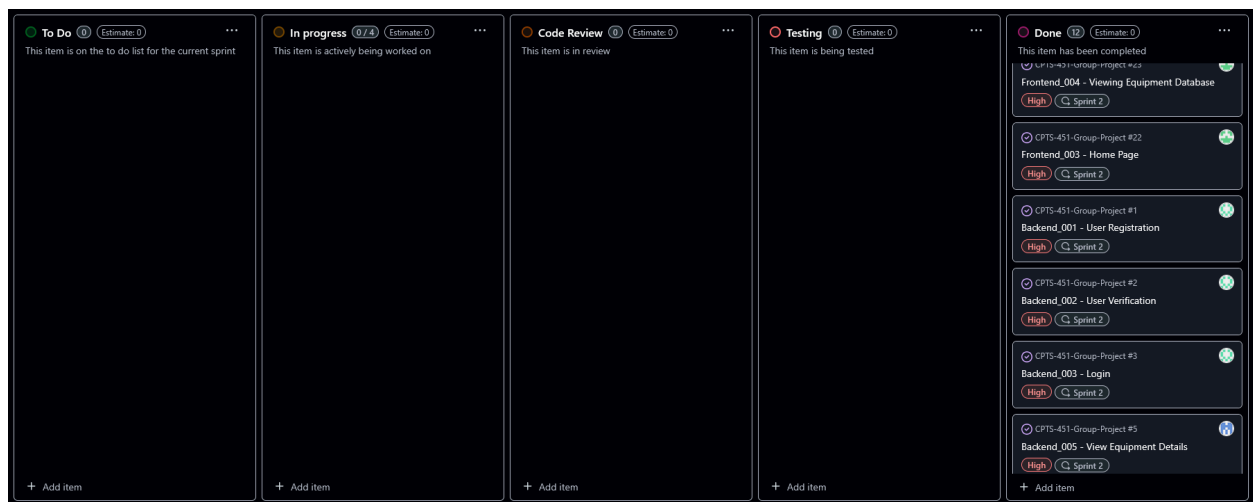 To Do 0 Estimate: 0 ...
This item is on the to do list for the current sprint
+ Add item
In progress 0 / 4 Estimate: 0 ...
This item is actively being worked on
+ Add item
Code Review 0 Estimate: 0 ...
This item is in review
+ Add item
Testing 0 Estimate: 0 ...
This item is being tested
+ Add item
Done 12 Estimate: 0 ...
This item has been completed
CPTS-451-Group-Project #23
Frontend_004 - Viewing Equipment Database
High Sprint 2
CPTS-451-Group-Project #22
Frontend_003 - Home Page
High Sprint 2
CPTS-451-Group-Project #1
Backend_001 - User Registration
High Sprint 2
CPTS-451-Group-Project #2
Backend_002 - User Verification
High Sprint 2
CPTS-451-Group-Project #3
Backend_003 - Login
High Sprint 2
CPTS-451-Group-Project #5
Backend_005 - View Equipment Details
High Sprint 2
+ Add item